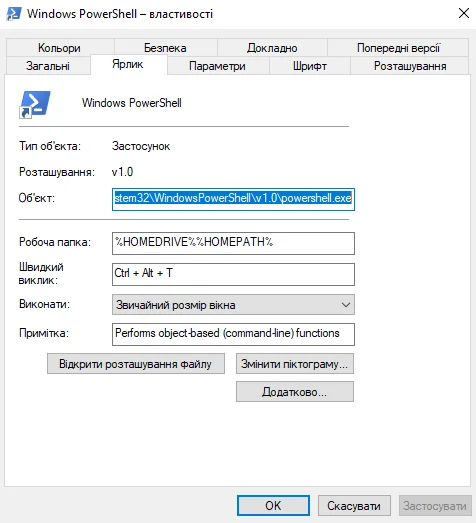 Windows PowerShell – властивості
Кольори Безпека Докладно Попередні версії
Загальні Ярлик Параметри Шрифт Розташування
Windows PowerShell
Тип об'єкта: Застосунок
Розташування: v1.0
Об'єкт: stem32\WindowsPowerShell\v1.0\powershell.exe
Робоча папка: %HOMEDRIVE%%HOMEPATH%
Швидкий
виклик: Ctrl + Alt + T
Виконати: Звичайний розмір вікна
Примітка: Performs object-based (command-line) functions
Відкрити розташування файлу Змінити піктограму...
Додатково...
OK Скасувати Застосувати